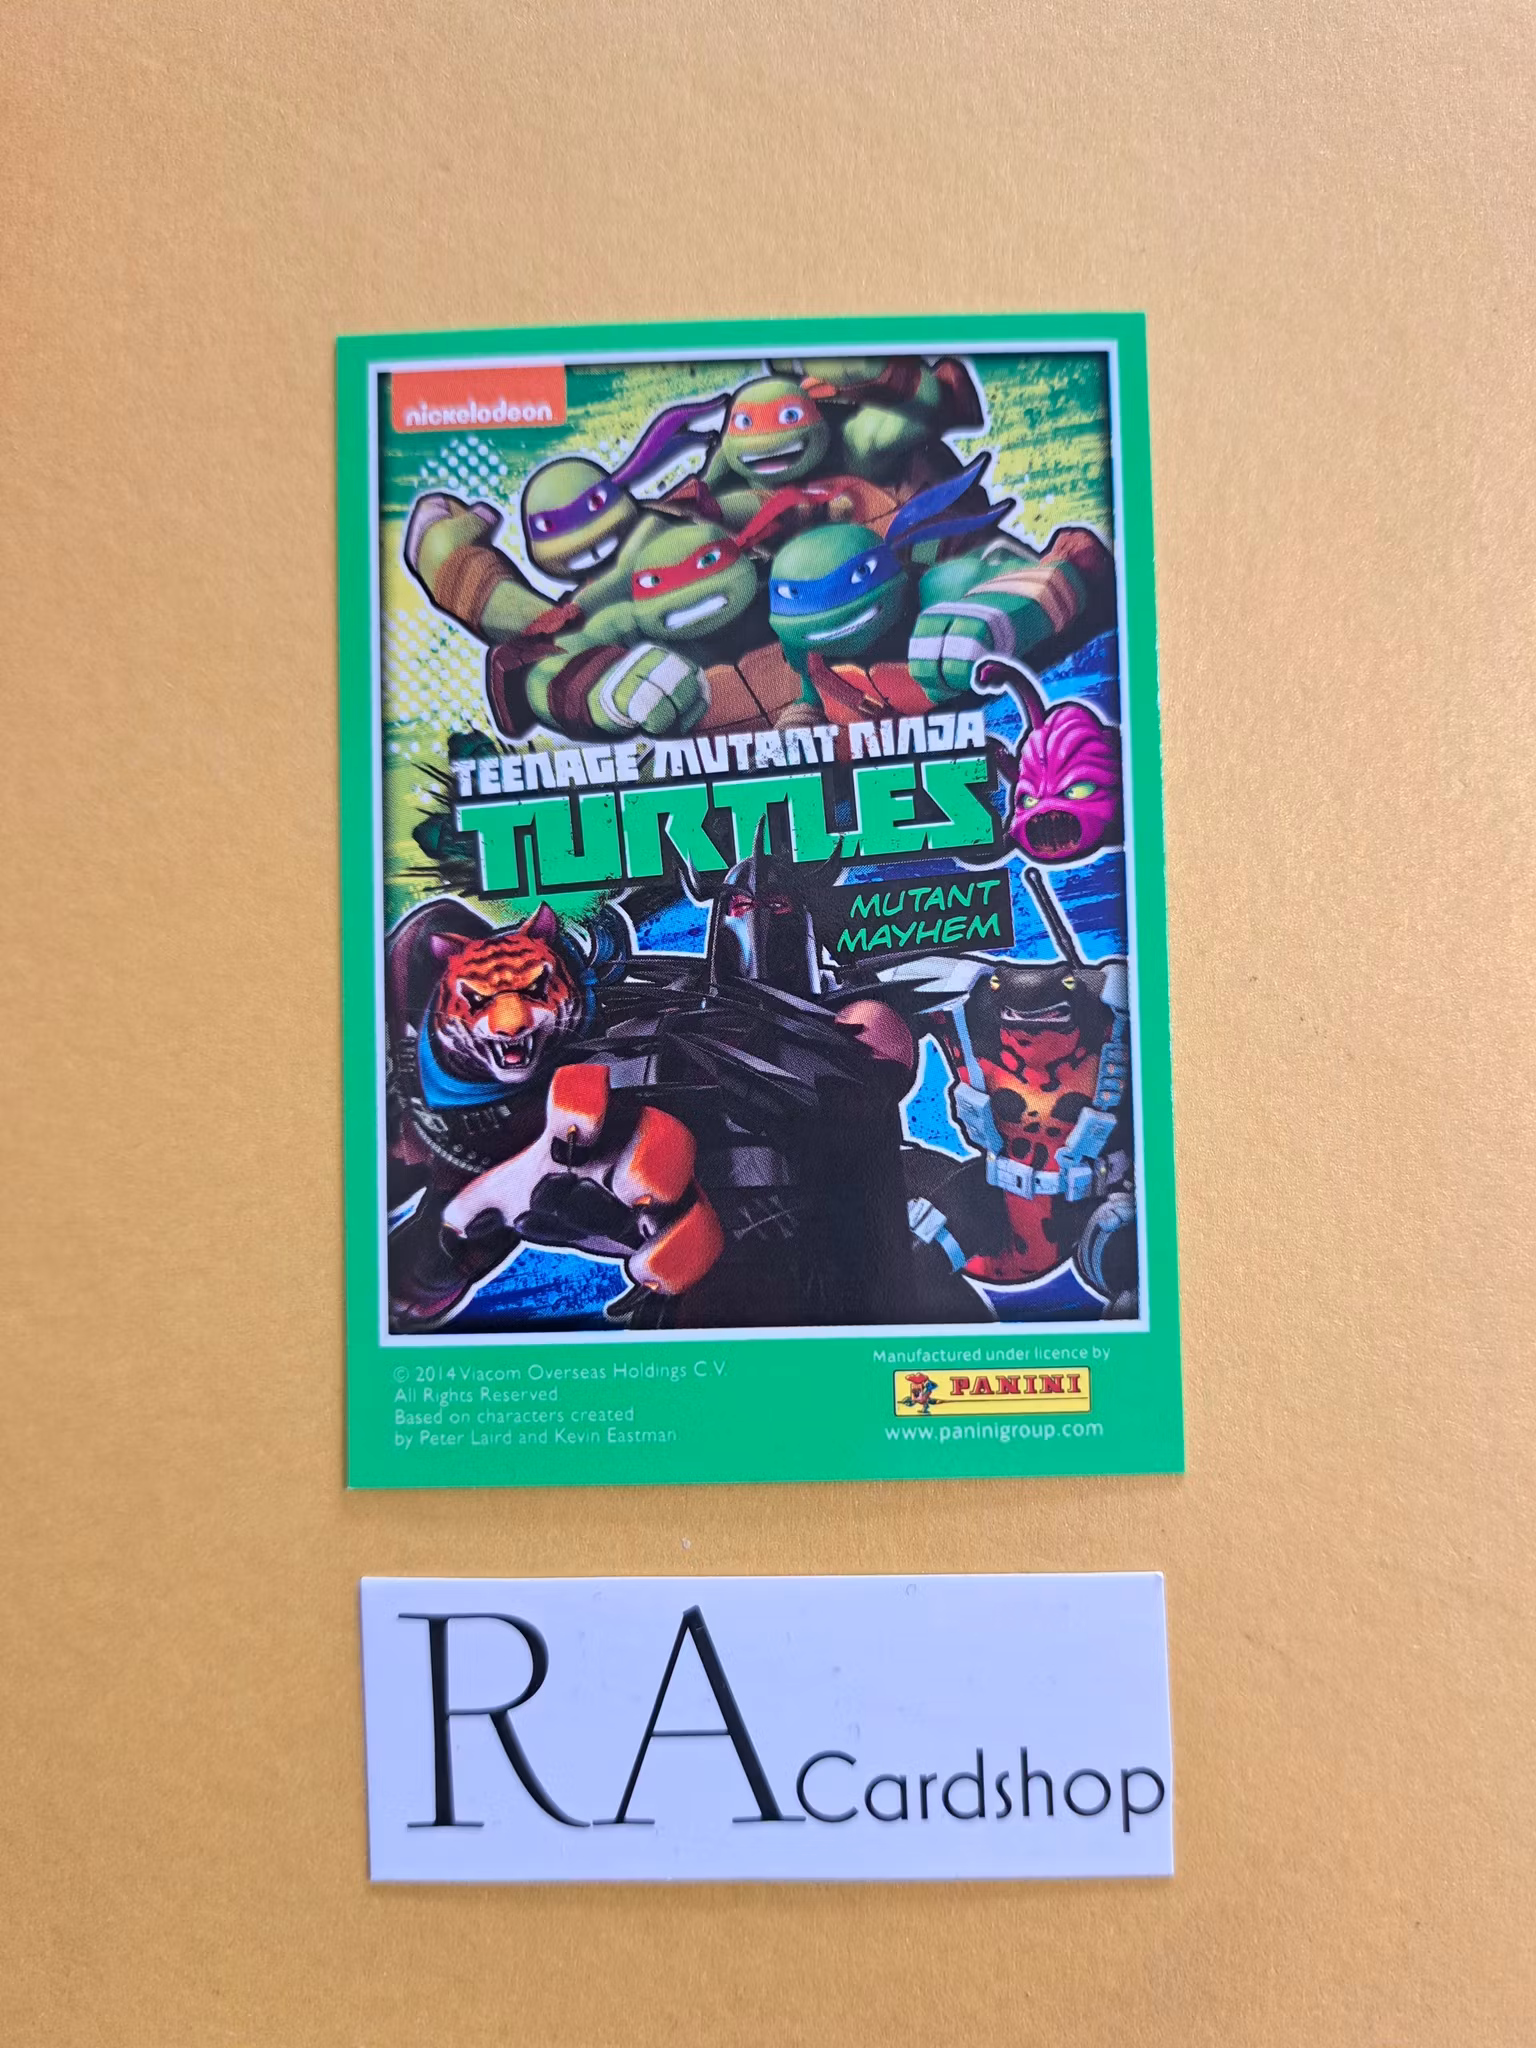 nickelodeon
TEENAGE MUTANT NINJA
TURTLES
MUTANT
MAYHEM
© 2014 Viacom Overseas Holdings C.V.
All Rights Reserved.
Based on characters created
by Peter Laird and Kevin Eastman
Manufactured under licence by
PANINI
www.paninigroup.com
RA Cardshop